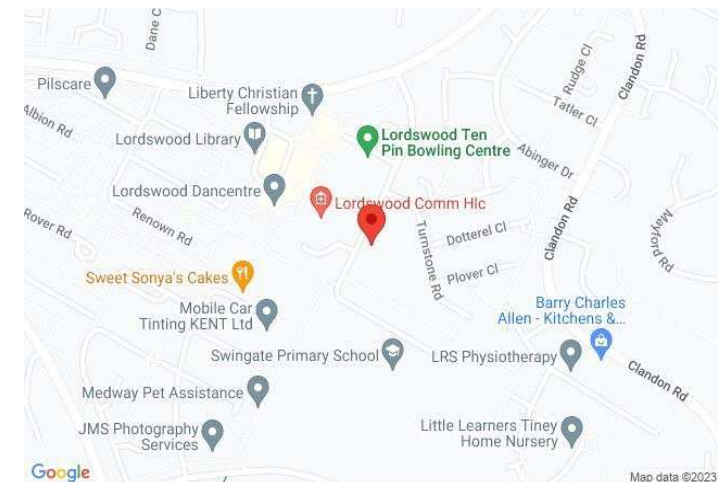 Dane C
Rudge Cl
Clandon Rd
Pilscare
Liberty Christian
Fellowship
Tatler Cl
Albion Rd
Lordswood Library
Lordswood Ten
Pin Bowling Centre
Abinger Dr
Lordswood Dancentre
Lordswood Comm Hlc
Rover Rd
Renown Rd
Turnstone Rd
Dotterel Cl
Clandon Rd
Mayford Rd
Plover Cl
Sweet Sonya's Cakes
Mobile Car
Tinting KENT Ltd
Barry Charles
Allen - Kitchens &...
Swingate Primary School
LRS Physiotherapy
Clandon Rd
Medway Pet Assistance
JMS Photography
Services
Little Learners Tiney
Home Nursery
Google
Map data ©2023